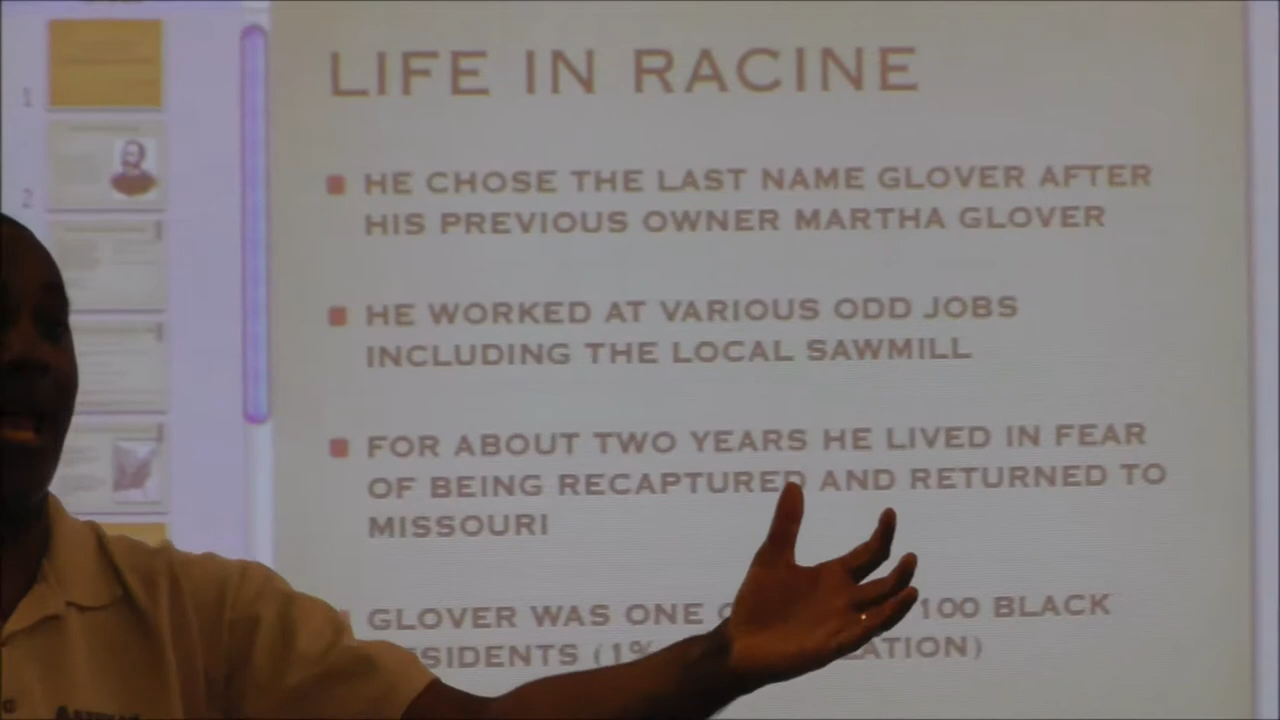 LIFE IN RACINE
HE CHOSE THE LAST NAME GLOVER AFTER
HIS PREVIOUS OWNER MARTHA GLOVER
HE WORKED AT VARIOUS ODD JOBS
INCLUDING THE LOCAL SAWMILL
FOR ABOUT TWO YEARS HE LIVED IN FEAR
OF BEING RECAPTURED AND RETURNED TO
MISSOURI
GLOVER WAS ONE 100 BLACK
1
2